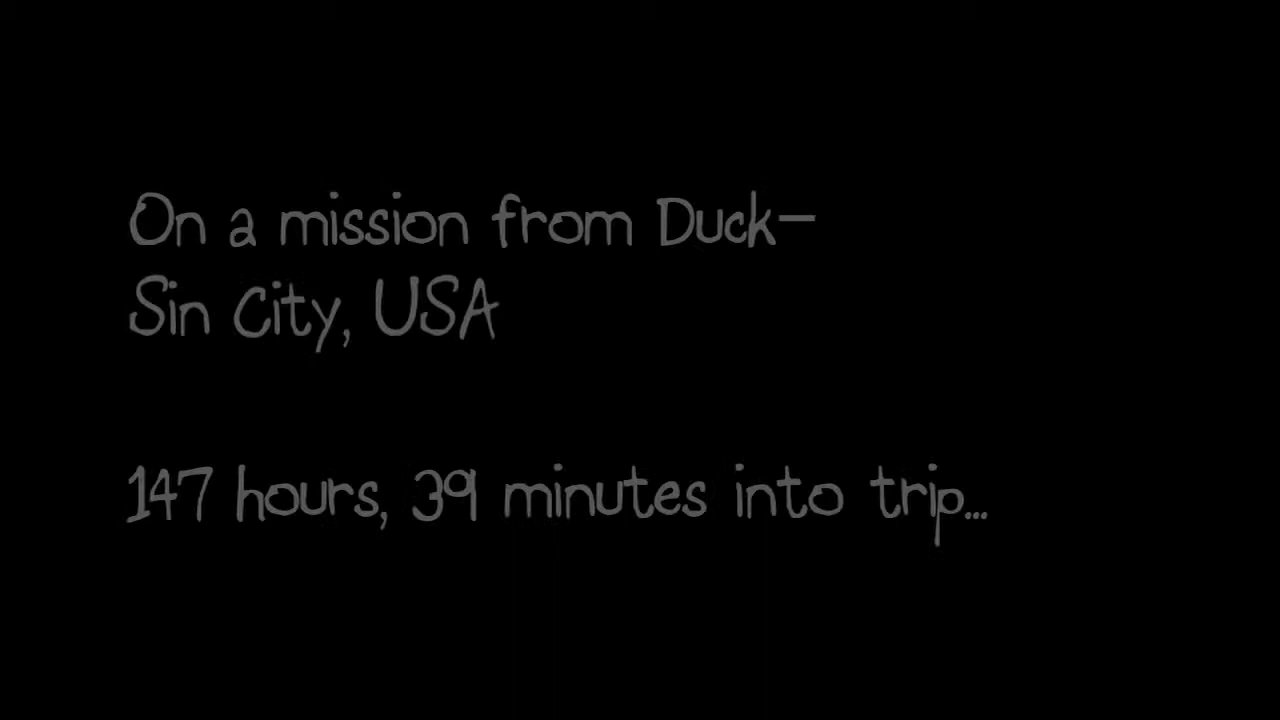 On a mission from Duck—
Sin City, USA
147 hours, 39 minutes into trip...